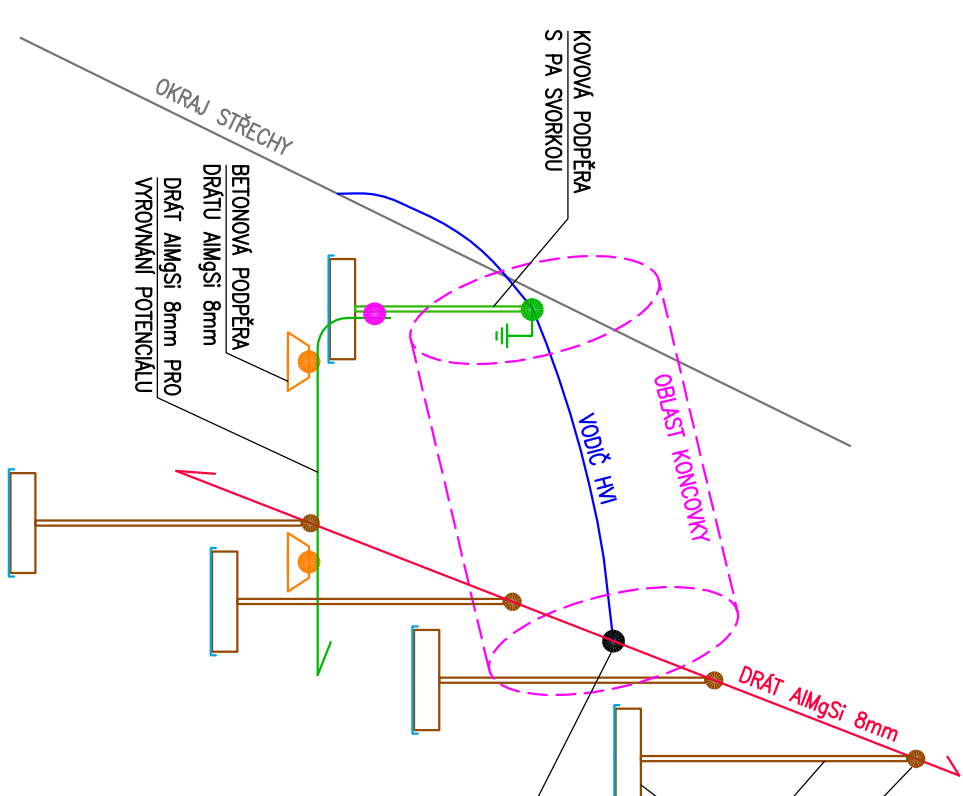 KOVOVÁ PODPĚRA
S PA SVORKOU
OKRAJ STŘECHY
BETONOVÁ PODPĚRA
DRÁTU AlMgSi 8mm
DRÁT AlMgSi 8mm PRO
VYROVNÁNÍ POTENCIÁLU
OBLAST KONCOVKY
VODIČ HVI
DRÁT AlMgSi 8mm